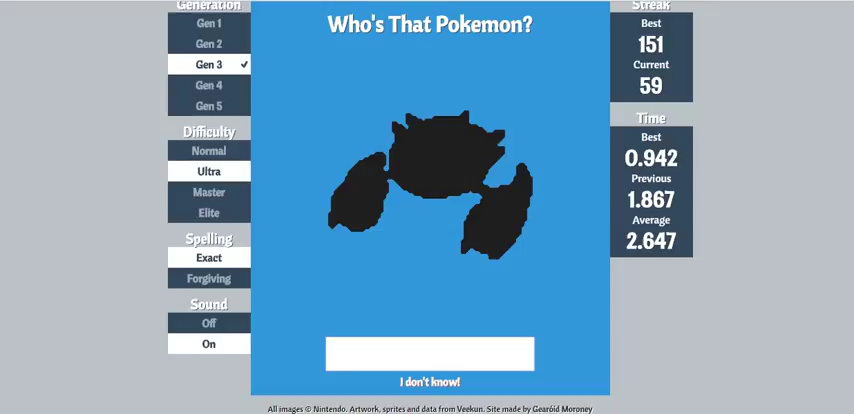 Generation
Gen 1
Gen 2
Gen 3
Gen 4
Gen 5
Difficulty
Normal
Ultra
Master
Elite
Spelling
Exact
Forgiving
Sound
Off
On
Who's That Pokemon?
I don't know!
Streak
Best
151
Current
59
Time
Best
0.942
Previous
1.867
Average
2.647
All images © Nintendo. Artwork, sprites and data from Veekun. Site made by Gearóid Moroney